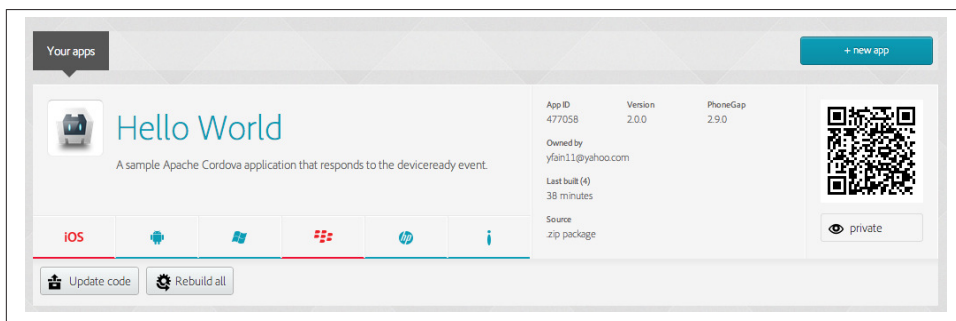 Your apps
+ new app
Hello World
A sample Apache Cordova application that responds to the deviceready event.
App ID
Version
PhoneGap
477058
2.0.0
2.9.0
Owned by
yfain11@yahoo.com
Last built (4)
38 minutes
Source
.zip package
iOS
hp
private
Update code
Rebuild all